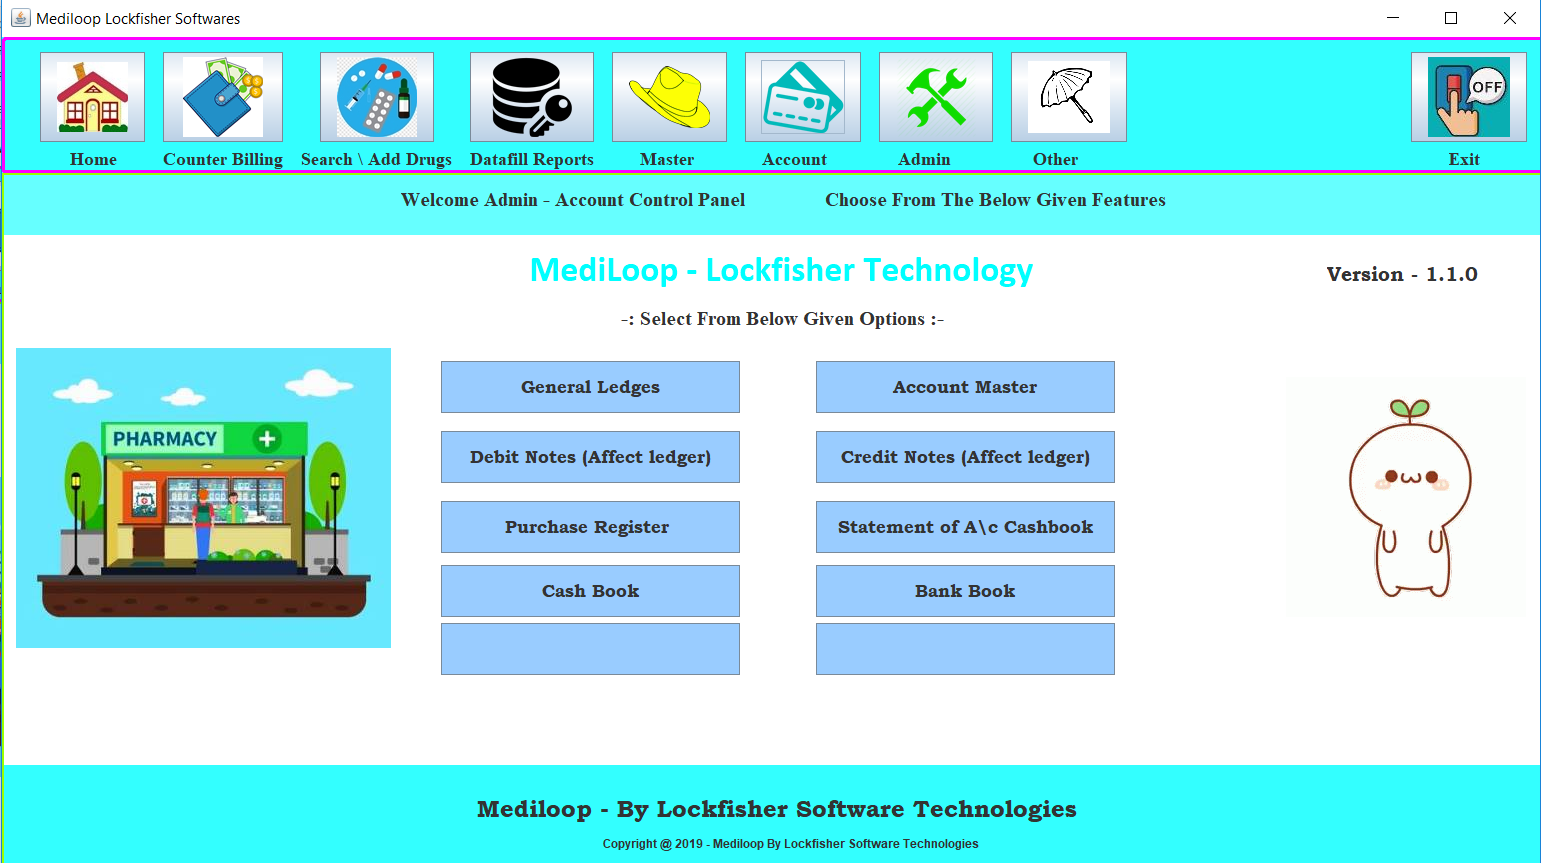 Mediloop Lockfisher Softwares
OFF
Home Counter Billing Search \ Add Drugs Datafill Reports Master Account Admin Other Exit
Welcome Admin - Account Control Panel Choose From The Below Given Features
MediLoop - Lockfisher Technology
Version - 1.1.0
-: Select From Below Given Options :-
General Ledges Account Master
PHARMACY
Debit Notes (Affect ledger) Credit Notes (Affect ledger)
Purchase Register Statement of A\c Cashbook
Cash Book Bank Book
Mediloop - By Lockfisher Software Technologies
Copyright @ 2019 - Mediloop By Lockfisher Software Technologies